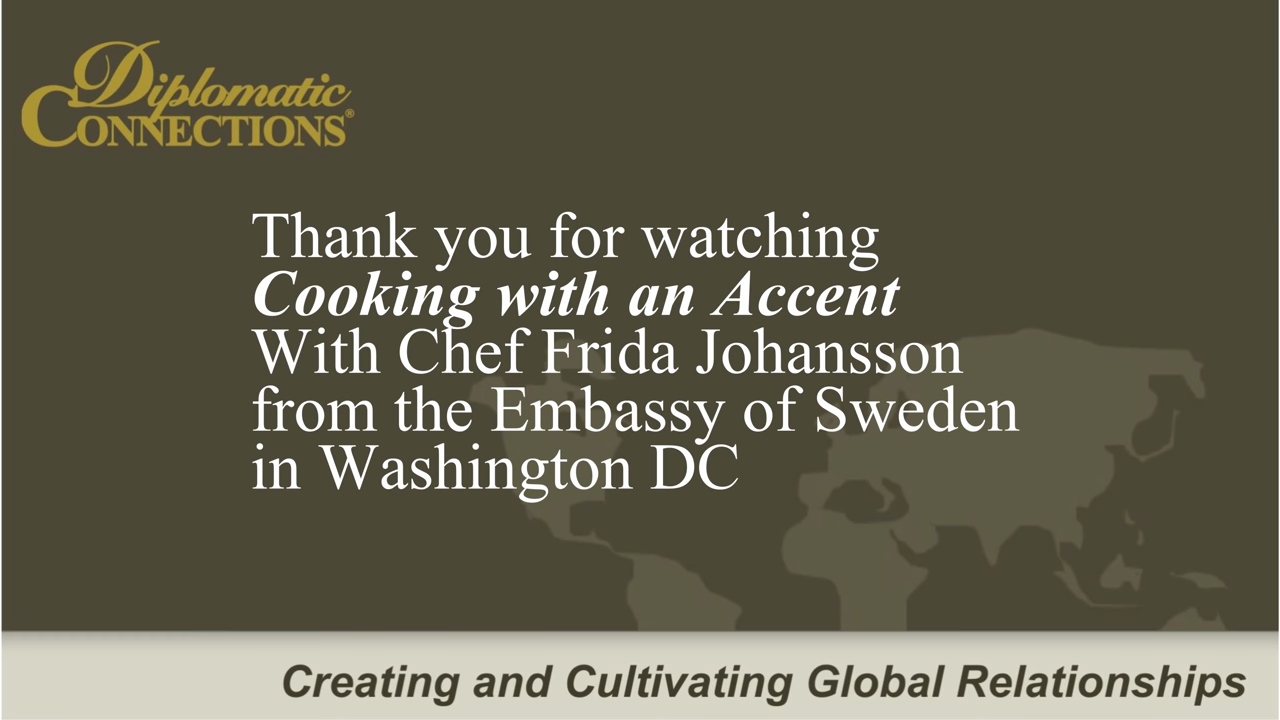 Diplomatic
CONNECTIONS®
Thank you for watching
Cooking with an Accent
With Chef Frida Johansson
from the Embassy of Sweden
in Washington DC
Creating and Cultivating Global Relationships